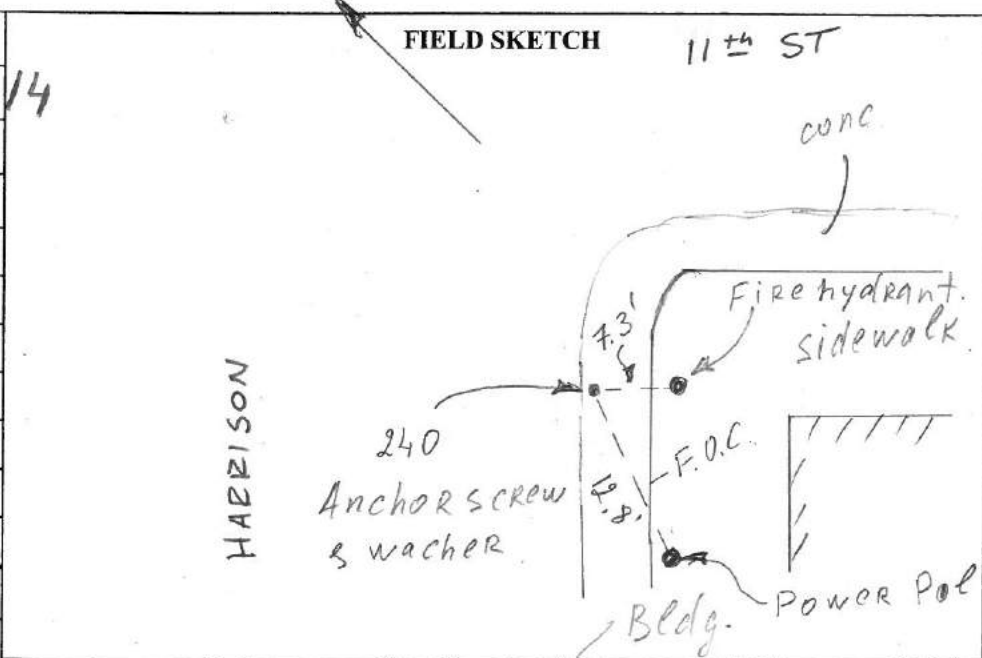 FIELD SKETCH
11th ST
14
conc.
Fire hydrant.
sidewalk
7.3'
HARRISON
240
Anchor screw
& wacher
F.O.C.
12.8'
Power Pol
Bldg.